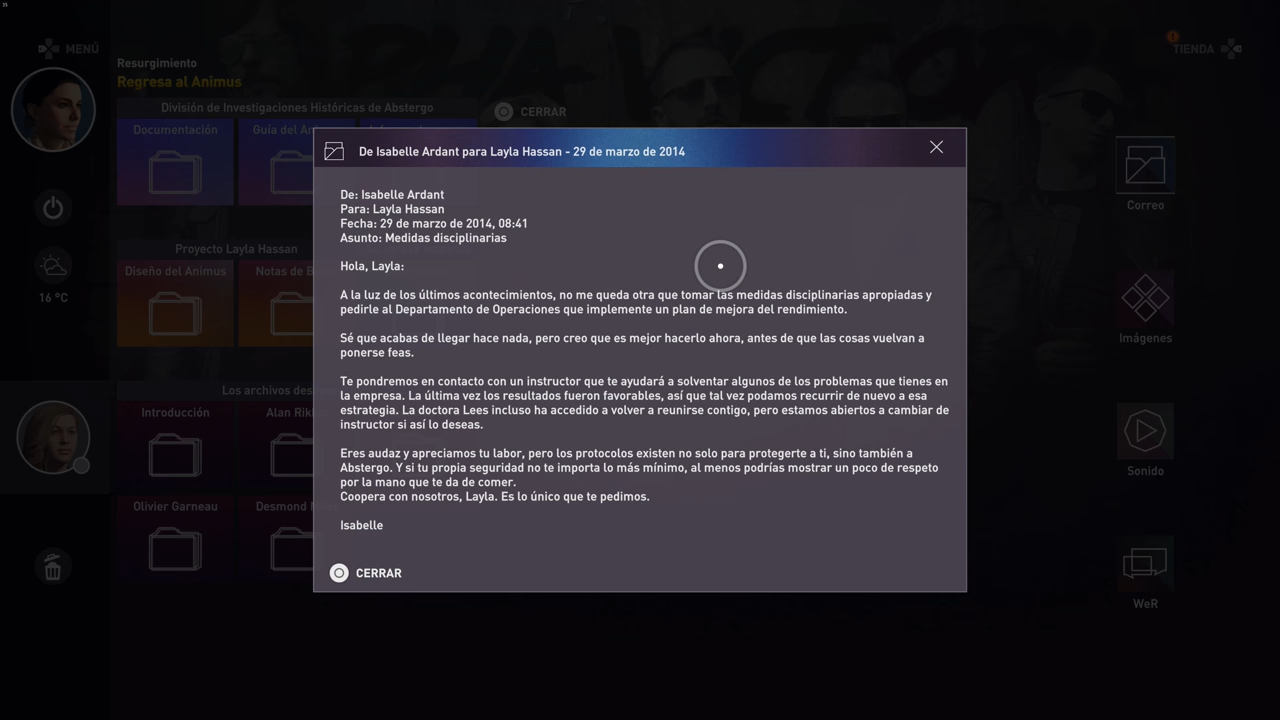 35
MENÚ
TIENDA
Resurgimiento
Regresa al Animus
División de Investigaciones Históricas de Abstergo
CERRAR
Documentación
Guía del An
De Isabelle Ardant para Layla Hassan - 29 de marzo de 2014
De: Isabelle Ardant
Para: Layla Hassan
Fecha: 29 de marzo de 2014, 08:41
Asunto: Medidas disciplinarias
Hola, Layla:
A la luz de los últimos acontecimientos, no me queda otra que tomar las medidas disciplinarias apropiadas y
pedirle al Departamento de Operaciones que implemente un plan de mejora del rendimiento.
Sé que acabas de llegar hace nada, pero creo que es mejor hacerlo ahora, antes de que las cosas vuelvan a
ponerse feas.
Te pondremos en contacto con un instructor que te ayudará a solventar algunos de los problemas que tienes en
la empresa. La última vez los resultados fueron favorables, así que tal vez podamos recurrir de nuevo a esa
estrategia. La doctora Lees incluso ha accedido a volver a reunirse contigo, pero estamos abiertos a cambiar de
instructor si así lo deseas.
Eres audaz y apreciamos tu labor, pero los protocolos existen no solo para protegerte a ti, sino también a
Abstergo. Y si tu propia seguridad no te importa lo más mínimo, al menos podrías mostrar un poco de respeto
por la mano que te da de comer.
Coopera con nosotros, Layla. Es lo único que te pedimos.
Isabelle
CERRAR
Proyecto Layla Hassan
Diseño del Animus
Notas de B
16 °C
Los archivos des
Introducción
Alan Rik
Olivier Garneau
Desmond
Correo
Imágenes
Sonido
WeR